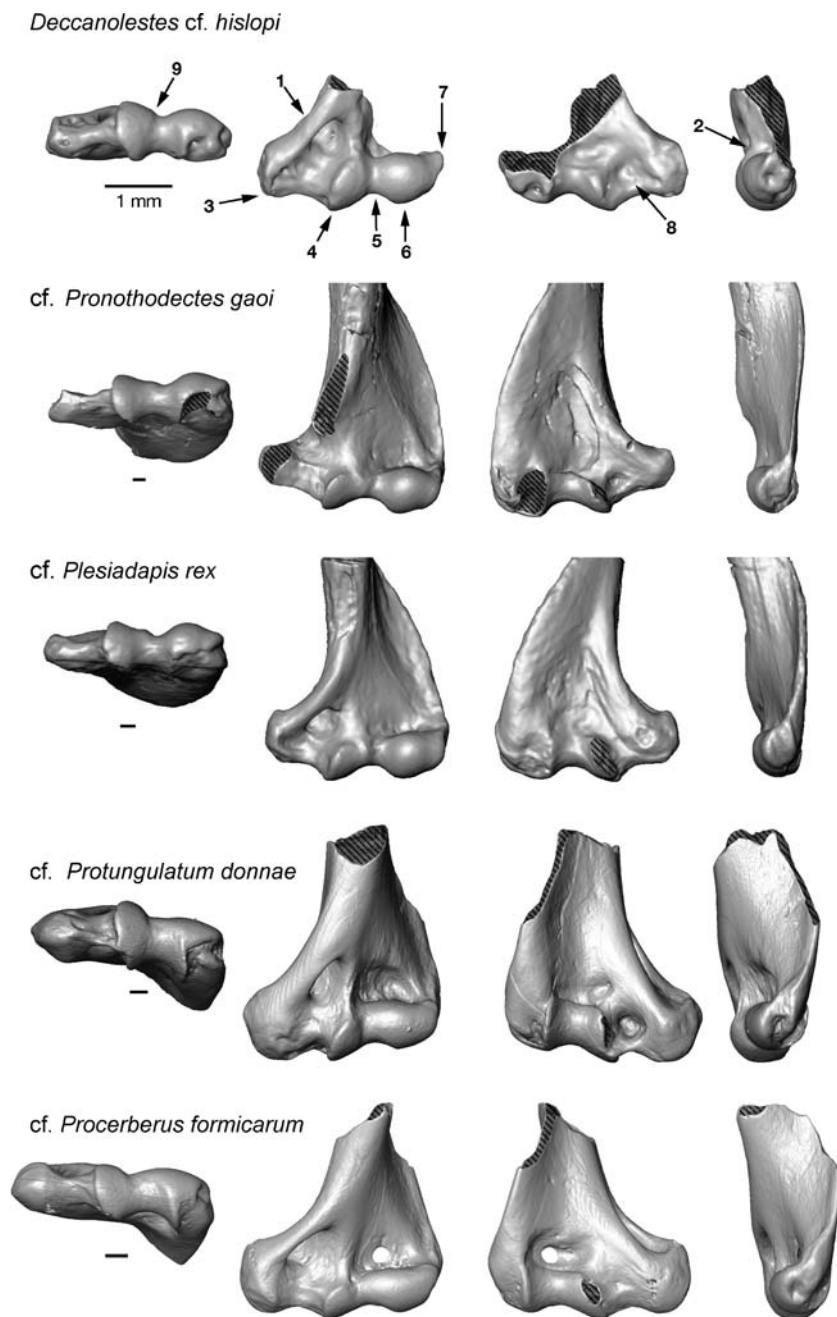 Deccanolestes cf. hislopi
9
1
7
2
1 mm
3
4
5
6
8
cf. Pronothodectes gaoi
cf. Plesiadapis rex
cf. Protungulatum donnae
cf. Procerberus formicarum